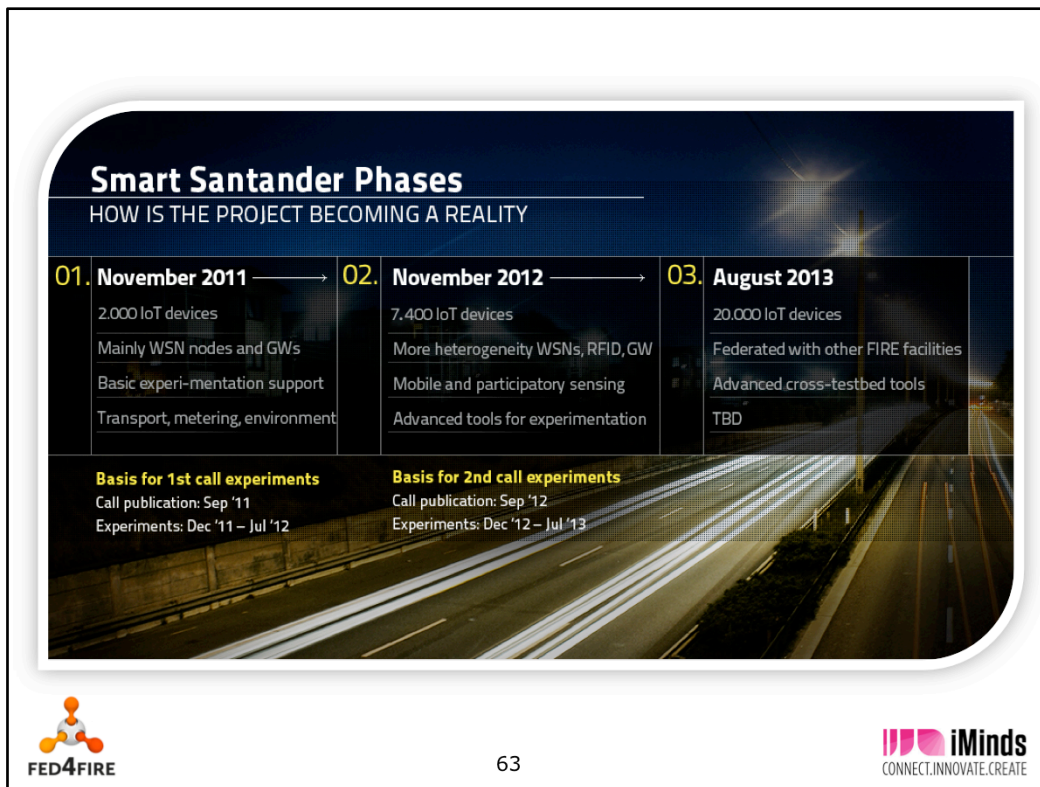 Smart Santander Phases
HOW IS THE PROJECT BECOMING A REALITY
01. November 2011
2.000 IoT devices
Mainly WSN nodes and GWs
Basic experi-mentation support
Transport, metering, environment
Basis for 1st call experiments
Call publication: Sep '11
Experiments: Dec '11 – Jul '12
02. November 2012
7.400 IoT devices
More heterogeneity WSNs, RFID, GW
Mobile and participatory sensing
Advanced tools for experimentation
Basis for 2nd call experiments
Call publication: Sep '12
Experiments: Dec '12 – Jul '13
03. August 2013
20.000 IoT devices
Federated with other FIRE facilities
Advanced cross-testbed tools
TBD
FED4FIRE
63
iMinds
CONNECT.INNOVATE.CREATE